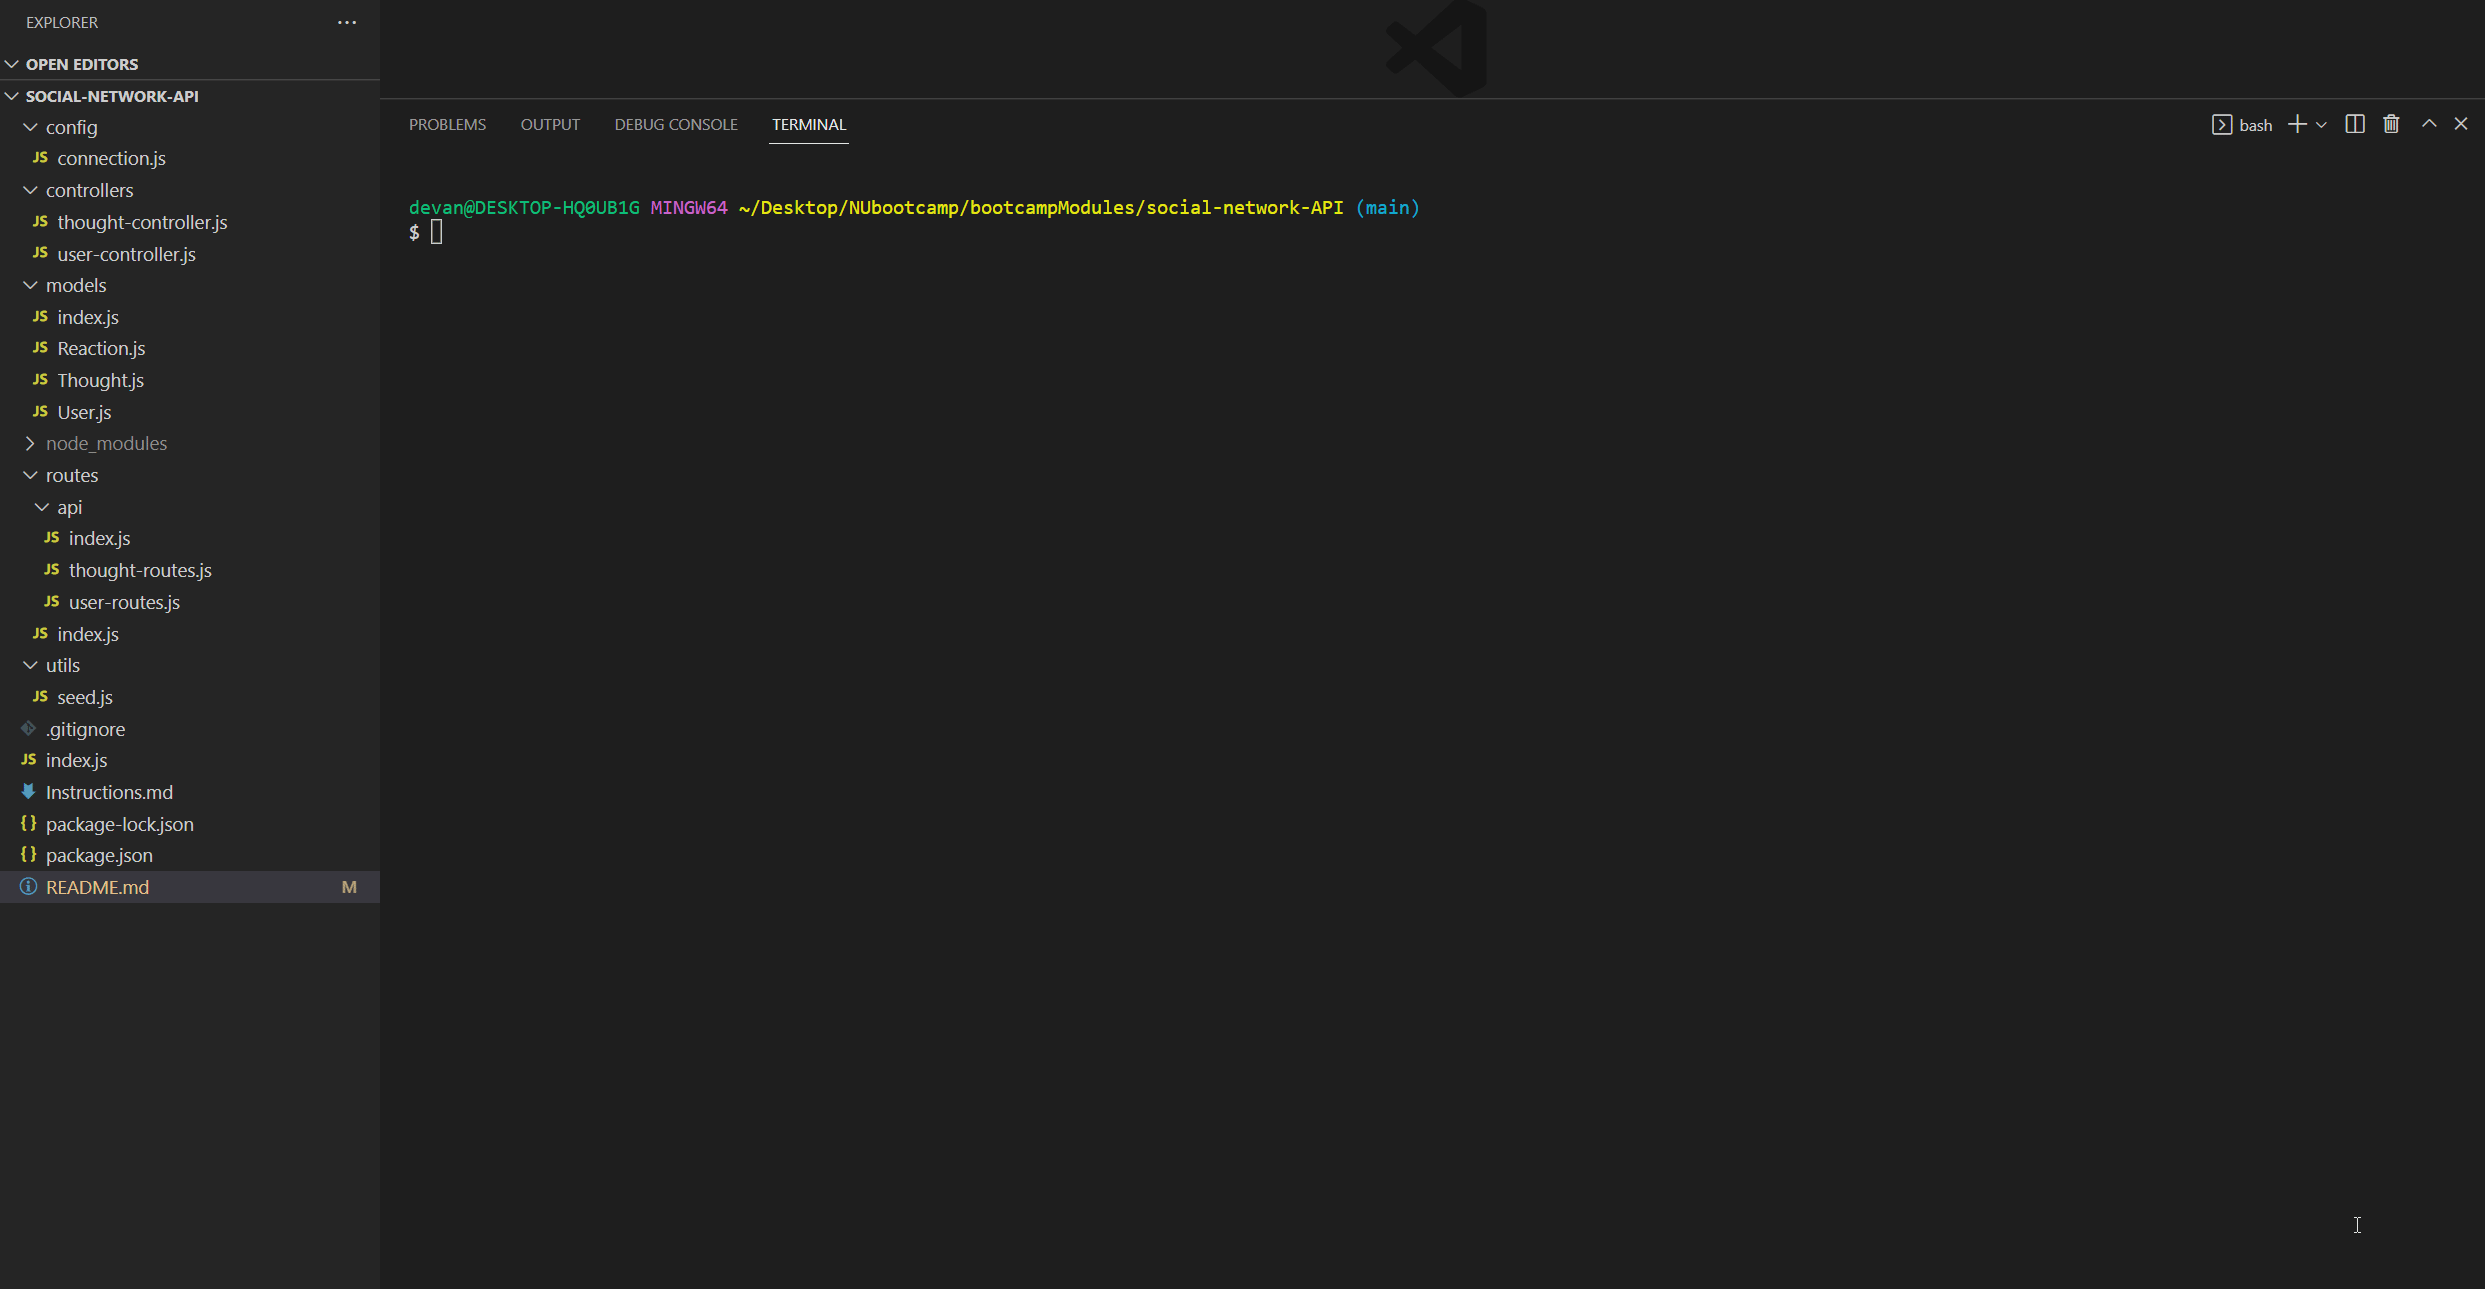 EXPLORER
OPEN EDITORS
SOCIAL-NETWORK-API
config
JS connection.js
controllers
JS thought-controller.js
JS user-controller.js
models
JS index.js
JS Reaction.js
JS Thought.js
JS User.js
node_modules
routes
api
JS index.js
JS thought-routes.js
JS user-routes.js
JS index.js
utils
JS seed.js
.gitignore
JS index.js
Instructions.md
{} package-lock.json
{} package.json
README.md M
PROBLEMS OUTPUT DEBUG CONSOLE TERMINAL bash
devan@DESKTOP-HQ0UB1G MINGW64 ~/Desktop/NUbootcamp/bootcampModules/social-network-API (main)
$